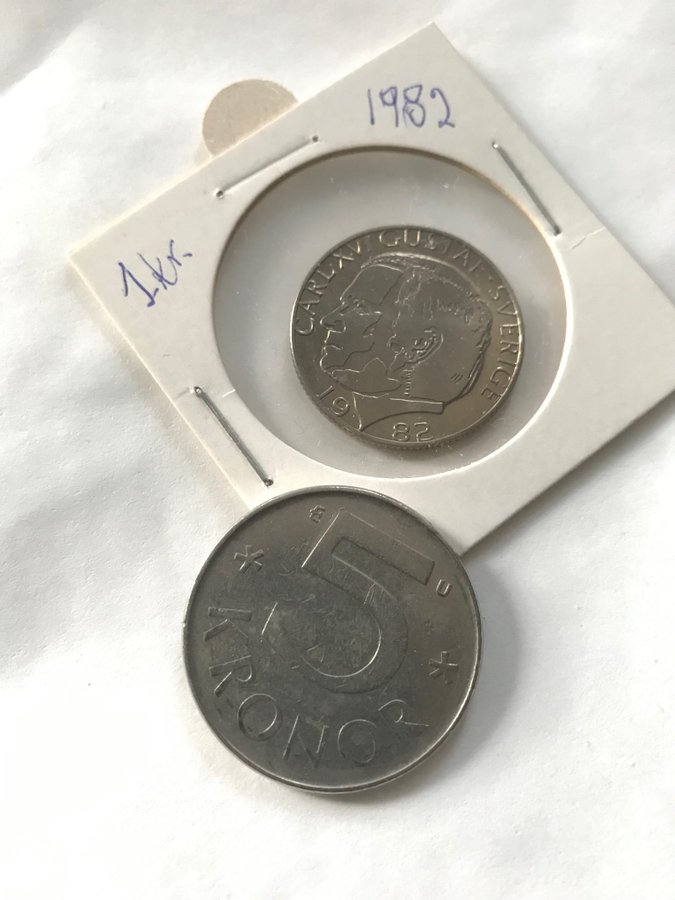 1982
1 kr.
CARL XVI GUSTAF · SVERIGE
19 82
5
KRONOR
U